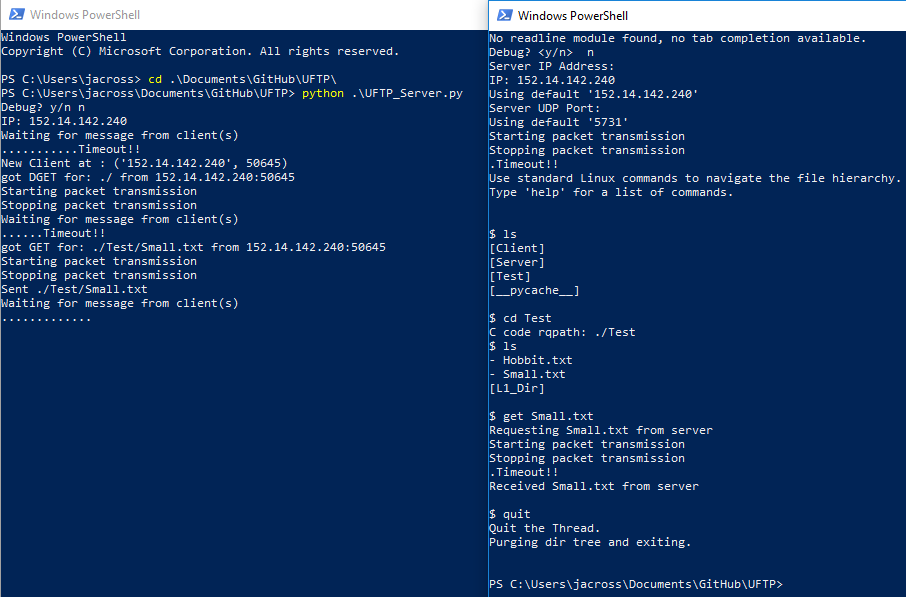 Windows PowerShell
Windows PowerShell
Copyright (C) Microsoft Corporation. All rights reserved.
PS C:\Users\jacross> cd .\Documents\GitHub\UFTP\
PS C:\Users\jacross\Documents\GitHub\UFTP> python .\UFTP_Server.py
Debug? y/n n
IP: 152.14.142.240
Waiting for message from client(s)
...........Timeout!!
New Client at : ('152.14.142.240', 50645)
got DGET for: ./ from 152.14.142.240:50645
Starting packet transmission
Stopping packet transmission
Waiting for message from client(s)
......Timeout!!
got GET for: ./Test/Small.txt from 152.14.142.240:50645
Starting packet transmission
Stopping packet transmission
Sent ./Test/Small.txt
Waiting for message from client(s)
.............
Windows PowerShell
No readline module found, no tab completion available.
Debug? <y/n>  n
Server IP Address:
IP: 152.14.142.240
Using default '152.14.142.240'
Server UDP Port:
Using default '5731'
Starting packet transmission
Stopping packet transmission
.Timeout!!
Use standard Linux commands to navigate the file hierarchy.
Type 'help' for a list of commands.
$ ls
[Client]
[Server]
[Test]
[__pycache__]
$ cd Test
C code rqpath: ./Test
$ ls
- Hobbit.txt
- Small.txt
[L1_Dir]
$ get Small.txt
Requesting Small.txt from server
Starting packet transmission
Stopping packet transmission
.Timeout!!
Received Small.txt from server
$ quit
Quit the Thread.
Purging dir tree and exiting.
PS C:\Users\jacross\Documents\GitHub\UFTP>